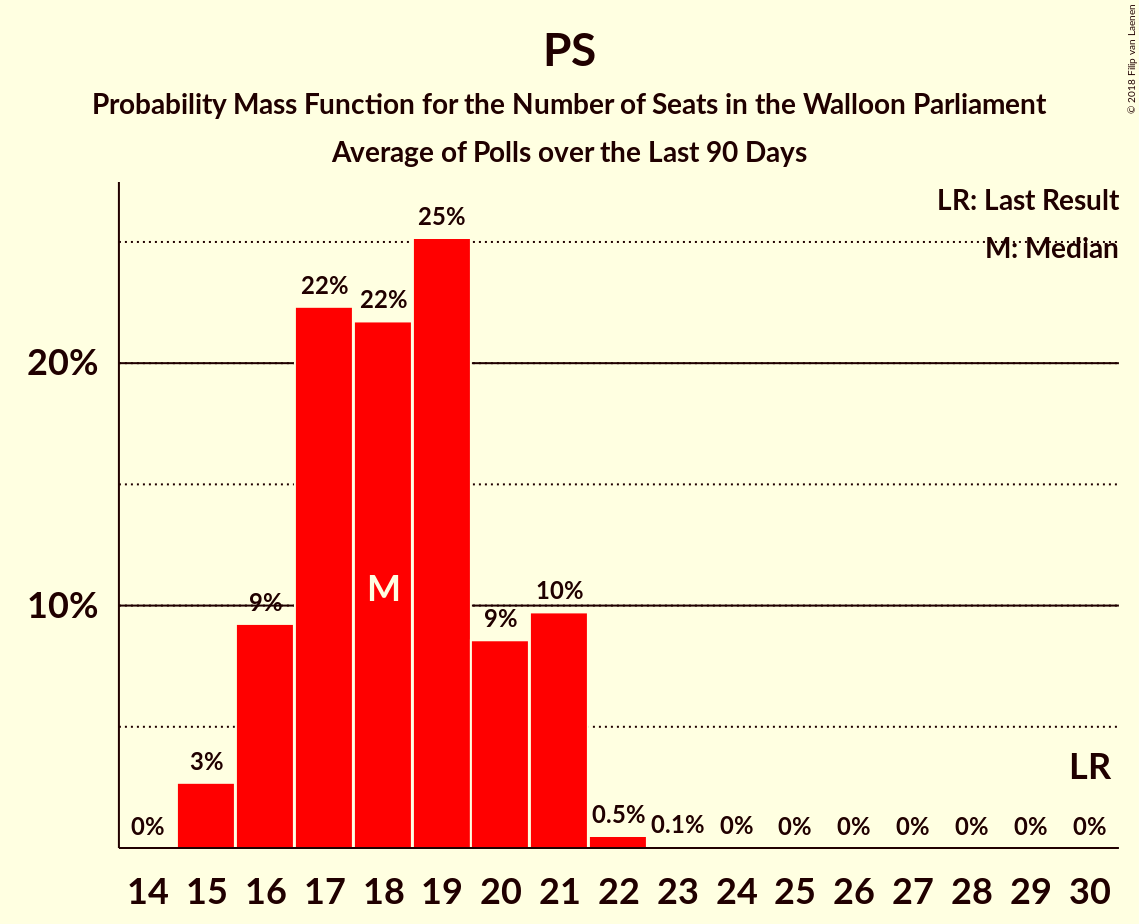 PS
Probability Mass Function for the Number of Seats in the Walloon Parliament
Average of Polls over the Last 90 Days
© 2018 Filip van Laenen
LR: Last Result
M: Median
25%
22%
22%
20%
10%
9%
M
10%
9%
3%
LR
0%
0.5%
0.1%
0%
0%
0%
0%
0%
0%
0%
14 15 16 17 18 19 20 21 22 23 24 25 26 27 28 29 30